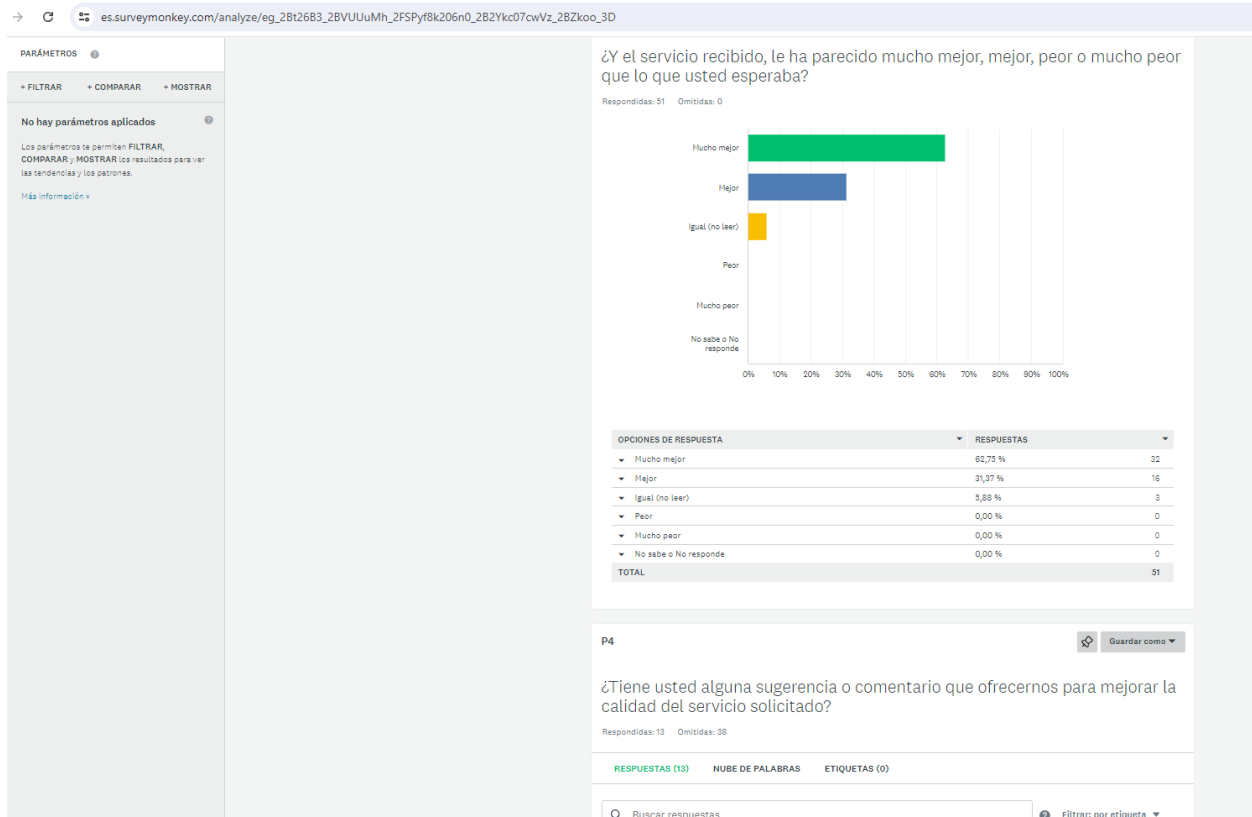 es.surveymonkey.com/analyze/eg_2Bt26B3_2BVUUuMh_2FSPyf8k206n0_2B2Ykc07cwVz_2BZkoo_3D
PARÁMETROS
+ FILTRAR + COMPARAR + MOSTRAR
No hay parámetros aplicados
Los parámetros te permiten FILTRAR,
COMPARAR y MOSTRAR los resultados para ver
las tendencias y los patrones.
Más información »
¿Y el servicio recibido, le ha parecido mucho mejor, mejor, peor o mucho peor
que lo que usted esperaba?
Respondidas: 51 Omitidas: 0
Mucho mejor
Mejor
Igual (no leer)
Peor
Mucho peor
No sabe o No
responde
0% 10% 20% 30% 40% 50% 60% 70% 80% 90% 100%
OPCIONES DE RESPUESTA RESPUESTAS
Mucho mejor 62,75 % 32
Mejor 31,37 % 16
Igual (no leer) 5,88 % 3
Peor 0,00 % 0
Mucho peor 0,00 % 0
No sabe o No responde 0,00 % 0
TOTAL 51
P4
Guardar como
¿Tiene usted alguna sugerencia o comentario que ofrecernos para mejorar la
calidad del servicio solicitado?
Respondidas: 13 Omitidas: 38
RESPUESTAS (13) NUBE DE PALABRAS ETIQUETAS (0)
Buscar respuestas
Filtrar: por etiqueta